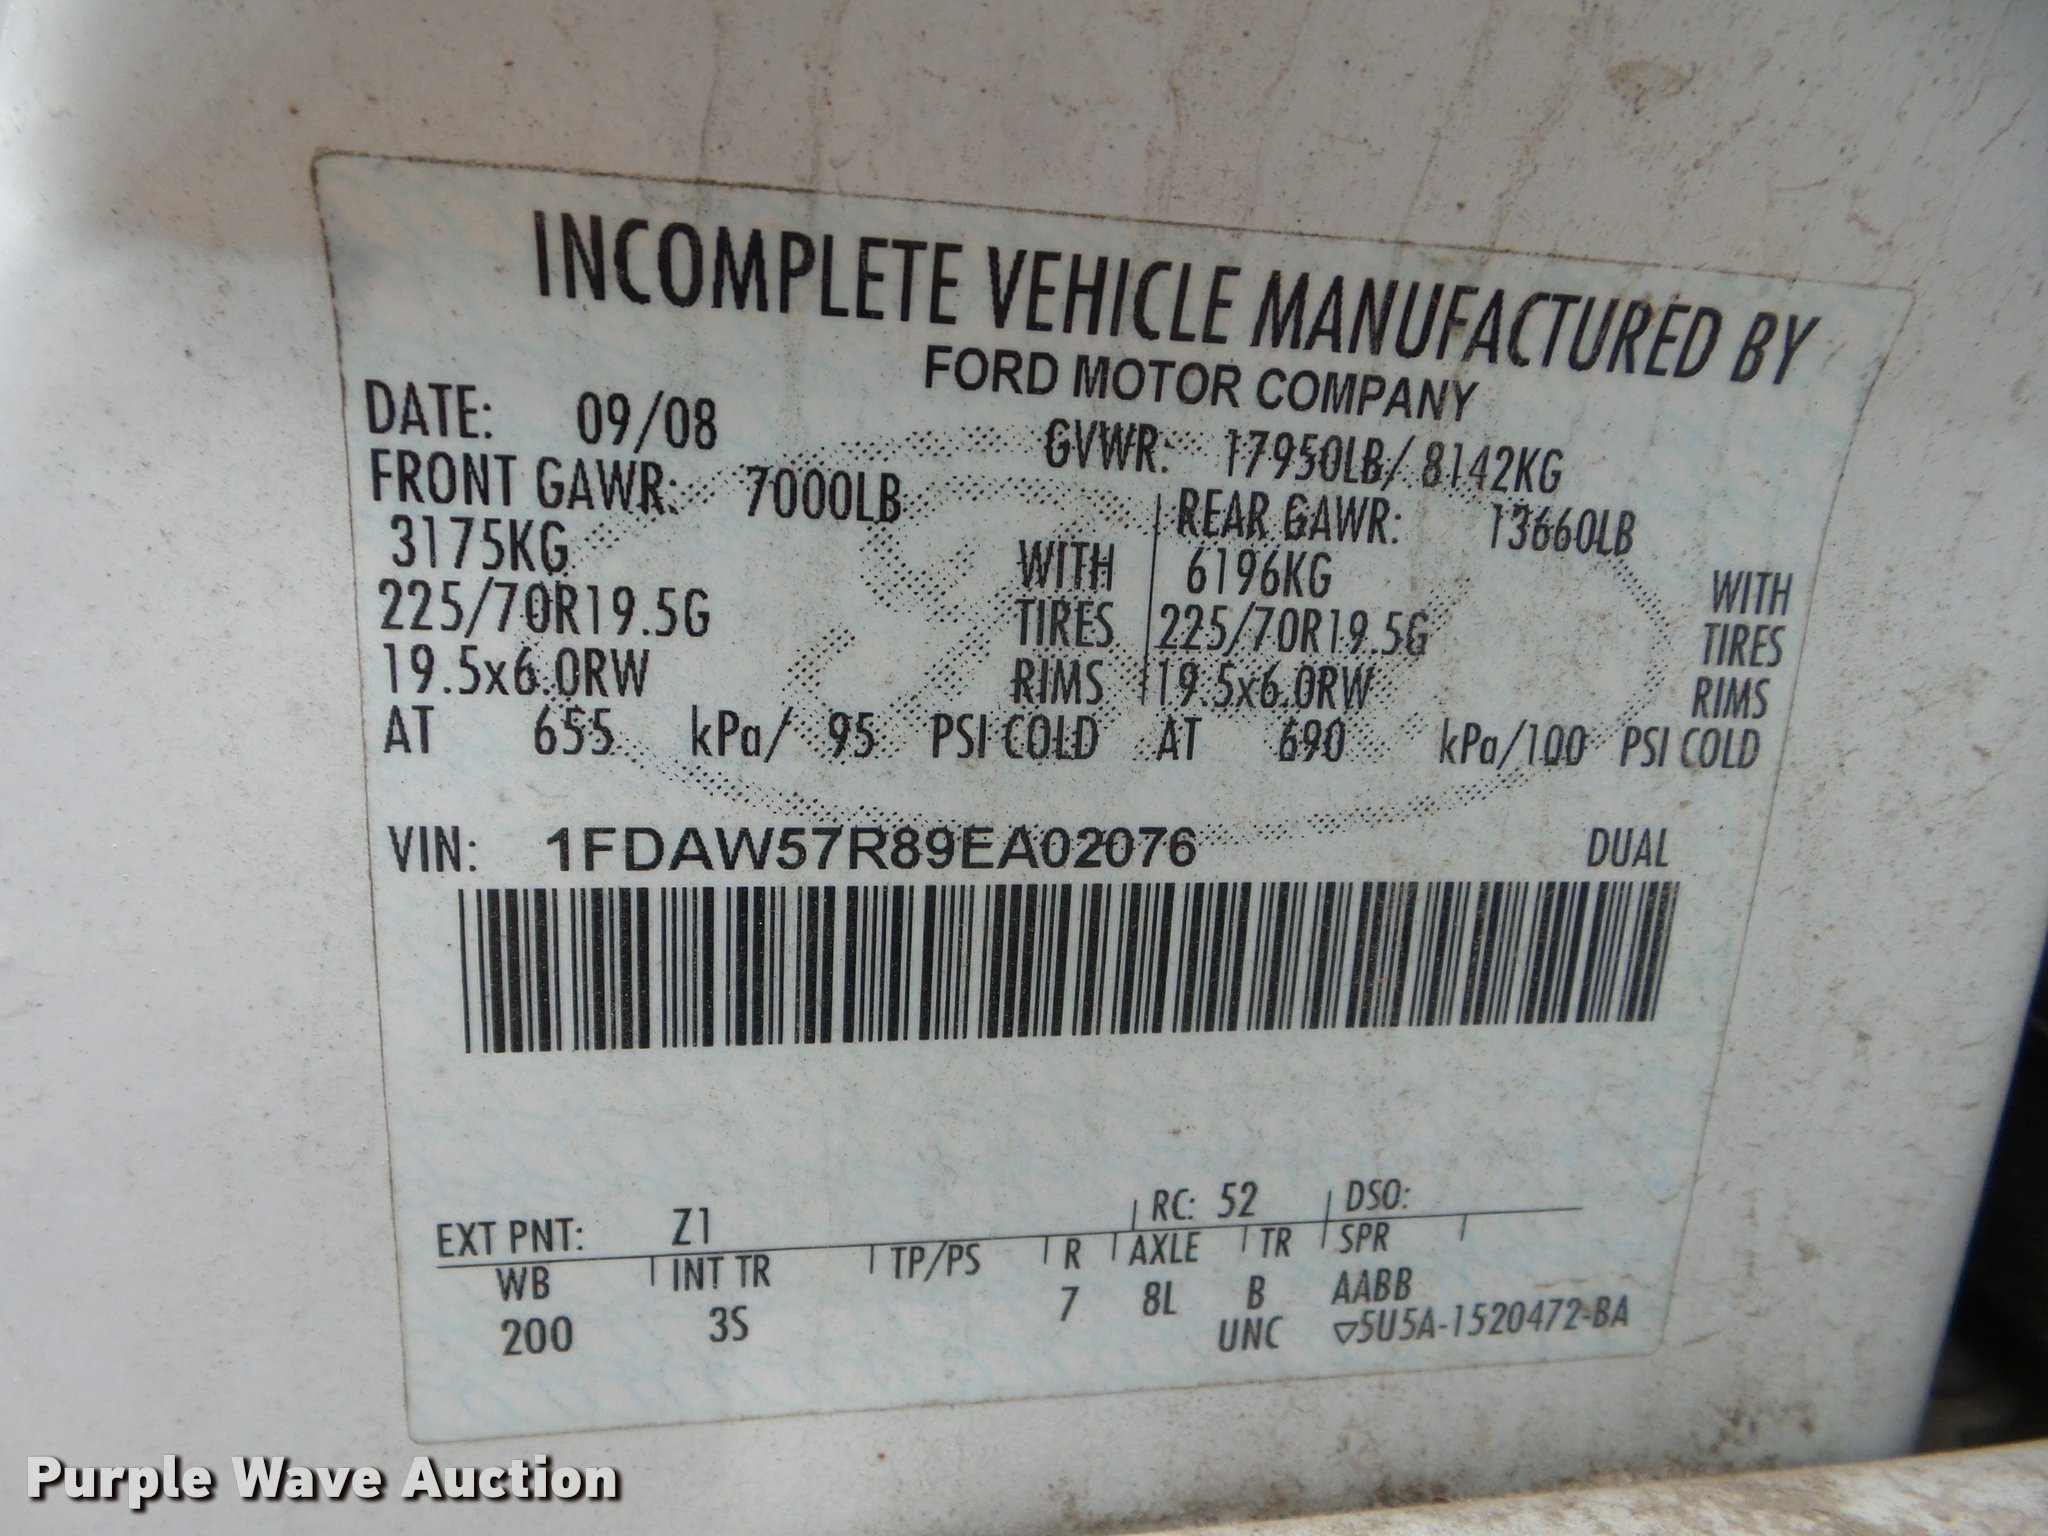 INCOMPLETE VEHICLE MANUFACTURED BY
FORD MOTOR COMPANY
DATE: 09/08 GVWR: 17950LB/ 8142KG
FRONT GAWR: 7000LB REAR GAWR: 13660LB
3175KG WITH 6196KG WITH
225/70R19.5G TIRES 225/70R19.5G TIRES
19.5x6.0RW RIMS 19.5x6.0RW RIMS
AT 655 kPa/ 95 PSI COLD AT 690 kPa/100 PSI COLD
VIN: 1FDAW57R89EA02076 DUAL
EXT PNT: Z1 RC: 52 DSO:
WB INT TR TP/PS R AXLE TR SPR
200 3S 7 8L B AABB
UNC ▽5U5A-1520472-BA
Purple Wave Auction